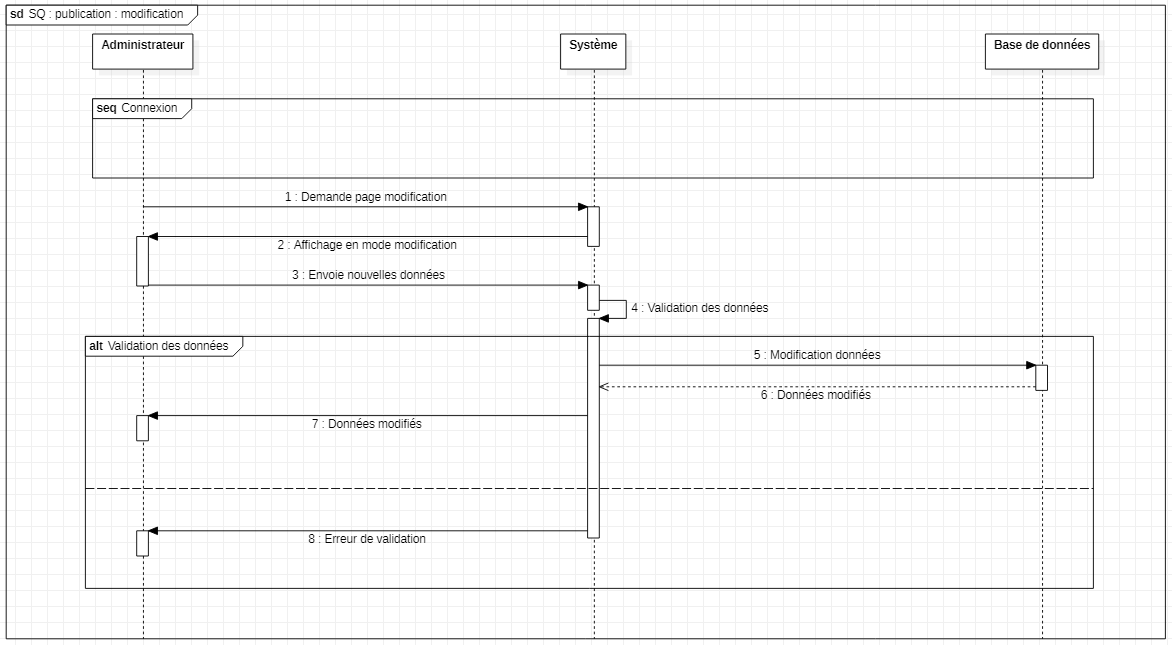 sd SQ : publication : modification
Administrateur
Système
Base de données
seq Connexion
1 : Demande page modification
2 : Affichage en mode modification
3 : Envoie nouvelles données
4 : Validation des données
alt Validation des données
5 : Modification données
6 : Données modifiés
7 : Données modifiés
8 : Erreur de validation